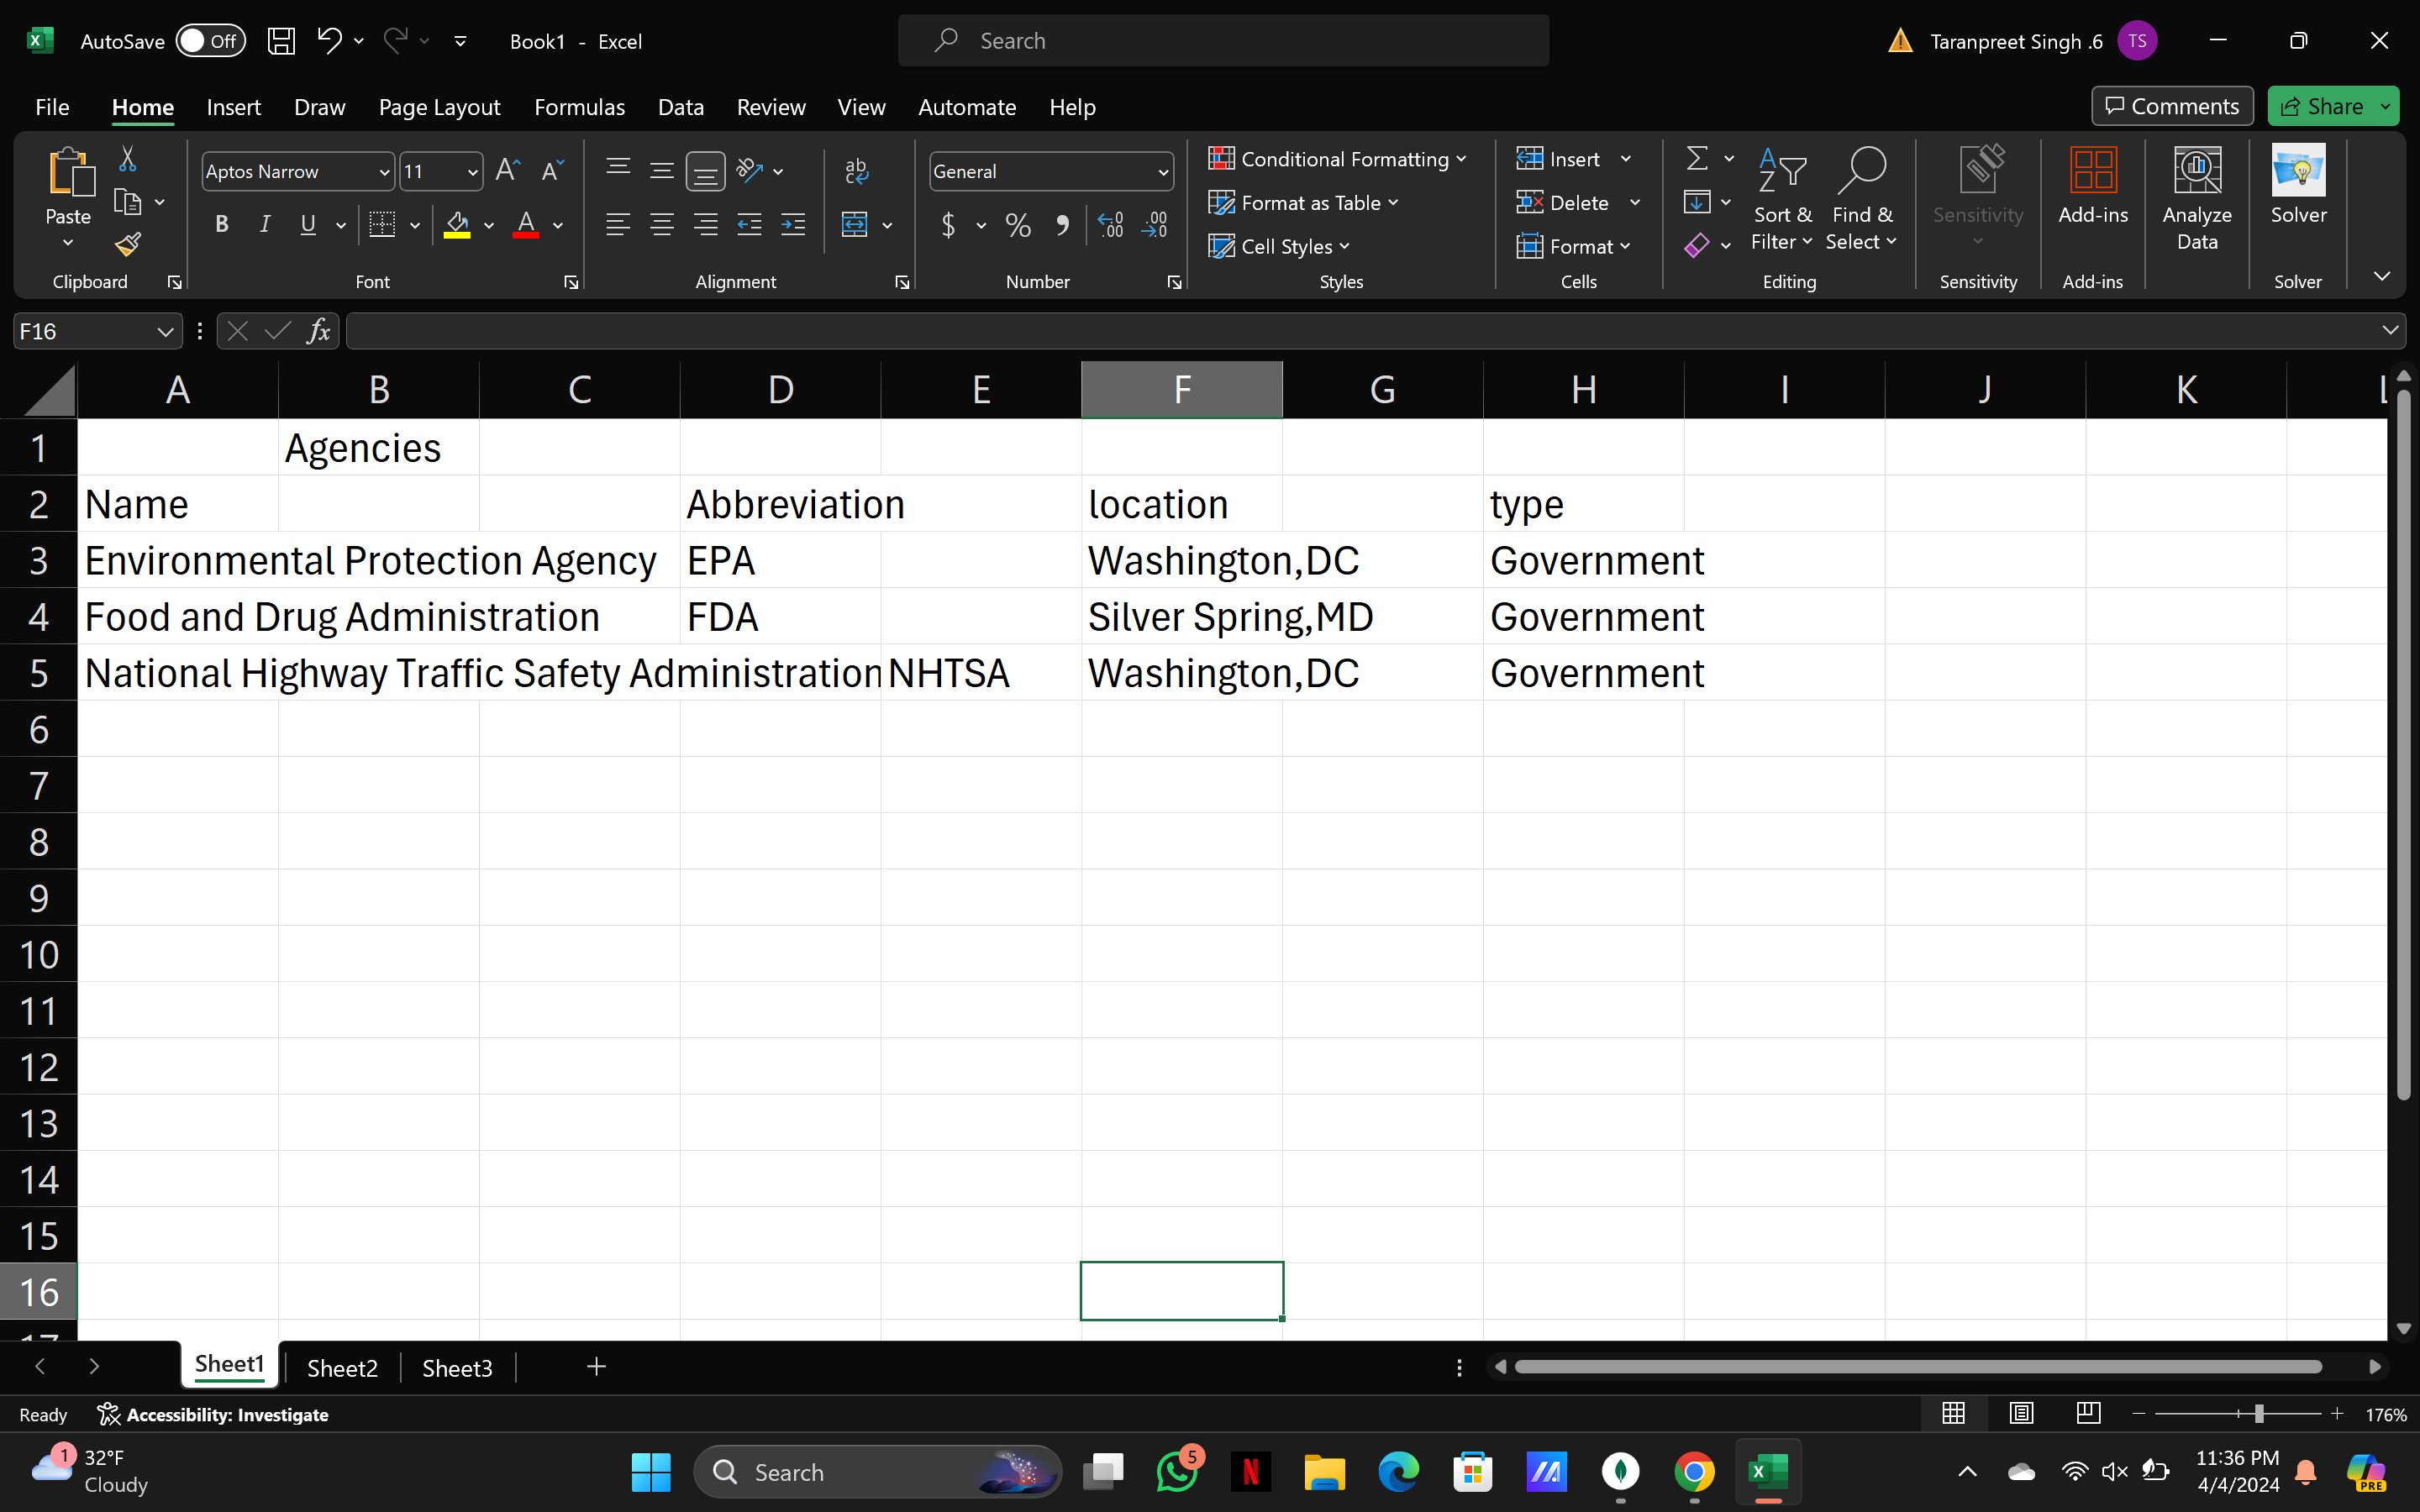 AutoSave Off Book1 - Excel Search Taranpreet Singh .6 TS
File Home Insert Draw Page Layout Formulas Data Review View Automate Help Comments Share
Paste
Clipboard
Aptos Narrow 11
B I U A
Font
ab
Alignment
General
$ % 9 .00 .00
Number
Conditional Formatting
Format as Table
Cell Styles
Styles
Insert
Delete
Format
Cells
Sort & Filter
Find & Select
Editing
Sensitivity
Sensitivity
Add-ins
Add-ins
Analyze Data
Solver
Solver
F16 fx
A B C D E F G H I J K L
1 Agencies
2 Name Abbreviation location type
3 Environmental Protection Agency EPA Washington,DC Government
4 Food and Drug Administration FDA Silver Spring,MD Government
5 National Highway Traffic Safety Administration NHTSA Washington,DC Government
6
7
8
9
10
11
12
13
14
15
16
17
Sheet1 Sheet2 Sheet3 +
Ready Accessibility: Investigate 176%
1 32°F
Cloudy
Search
5
N
11:36 PM
4/4/2024
PRE